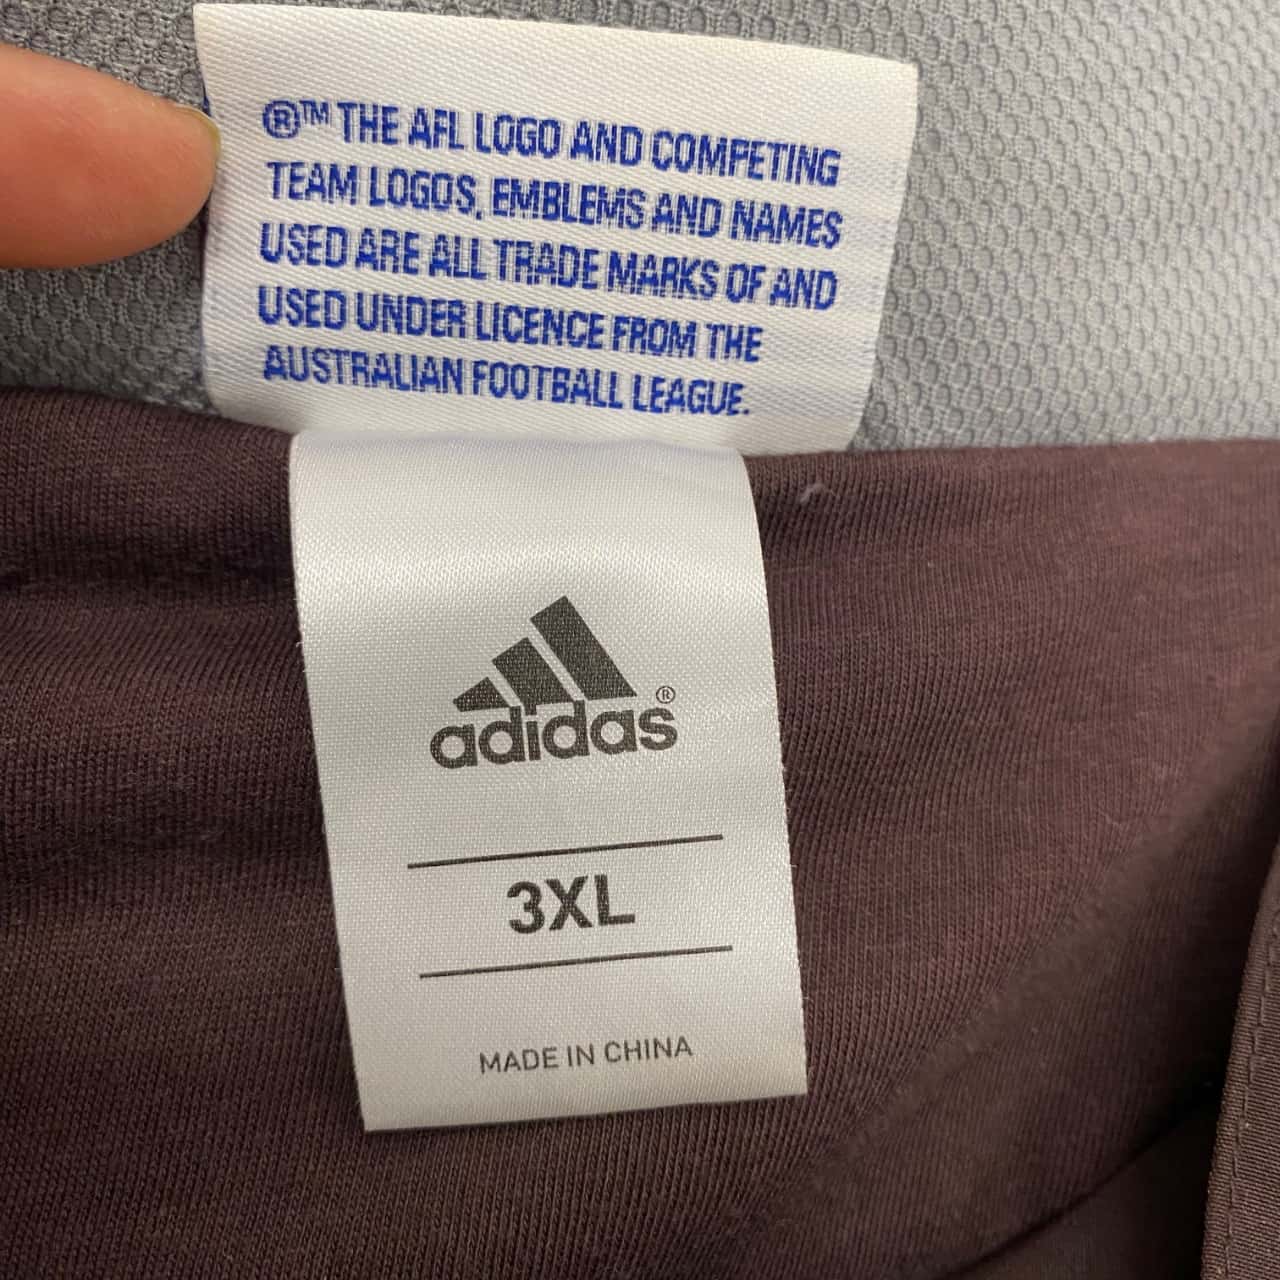 ®™ THE AFL LOGO AND COMPETING
TEAM LOGOS, EMBLEMS AND NAMES
USED ARE ALL TRADE MARKS OF AND
USED UNDER LICENCE FROM THE
AUSTRALIAN FOOTBALL LEAGUE.
adidas®
3XL
MADE IN CHINA